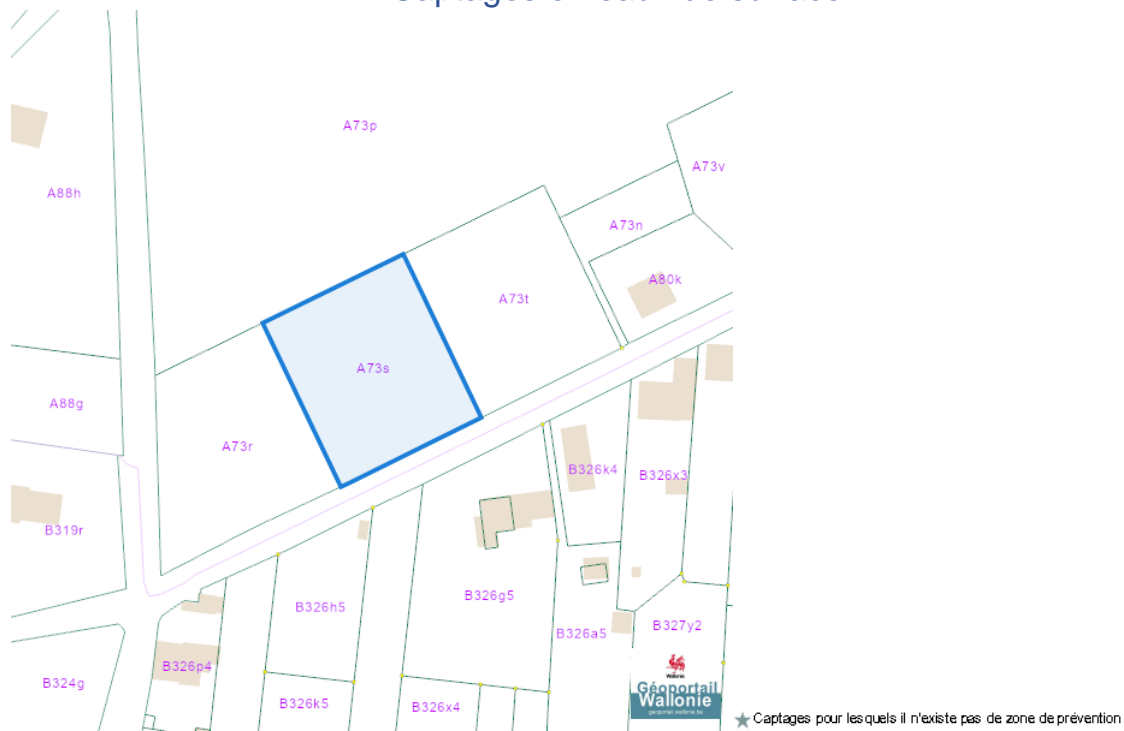 A73p
A73v
A88h
A73n
A80k
A73t
A73s
A88g
A73r
B326k4
B326x3
B319r
B326h5
B326g5
B326a5
B327y2
B326p4
B324g
B326k5
B326x4
Wallonie
Géoportail
Wallonie
geoportail.wallonie.be
Captages pour lesquels il n'existe pas de zone de prévention